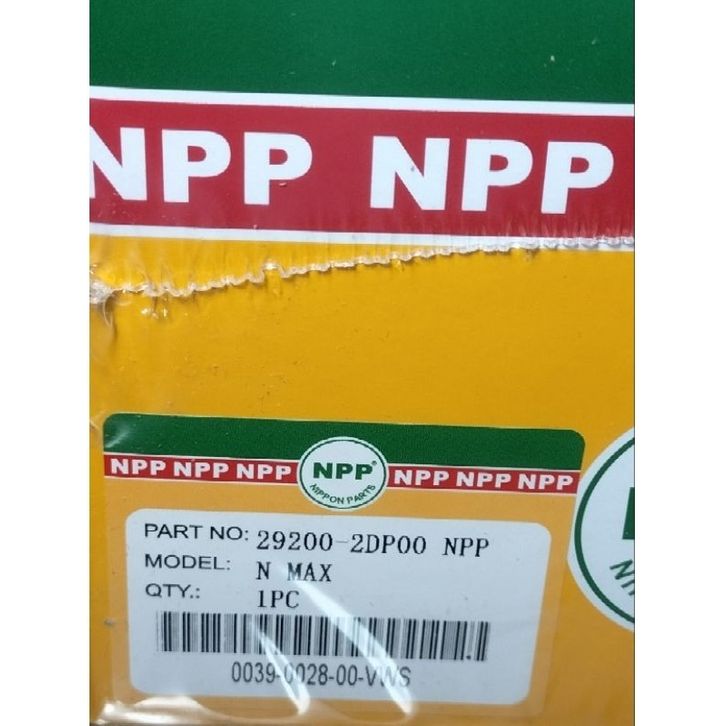 NPP NPP
NPP NPP NPP NPP® NPP NPP NPP
NIPPON PARTS
PART NO: 29200-2DP00 NPP
MODEL: N MAX
QTY.: 1PC
0039-0028-00-VWS